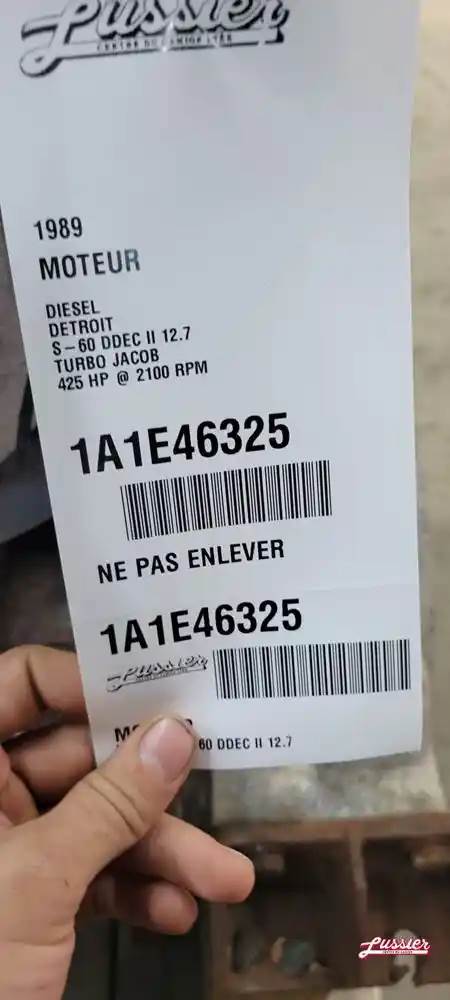 Lussier
1989
MOTEUR
DIESEL
DETROIT
S-60 DDEC II 12.7
TURBO JACOB
425 HP @ 2100 RPM
1A1E46325
NE PAS ENLEVER
1A1E46325
Lussier
60 DDEC II 12.7
Lussier